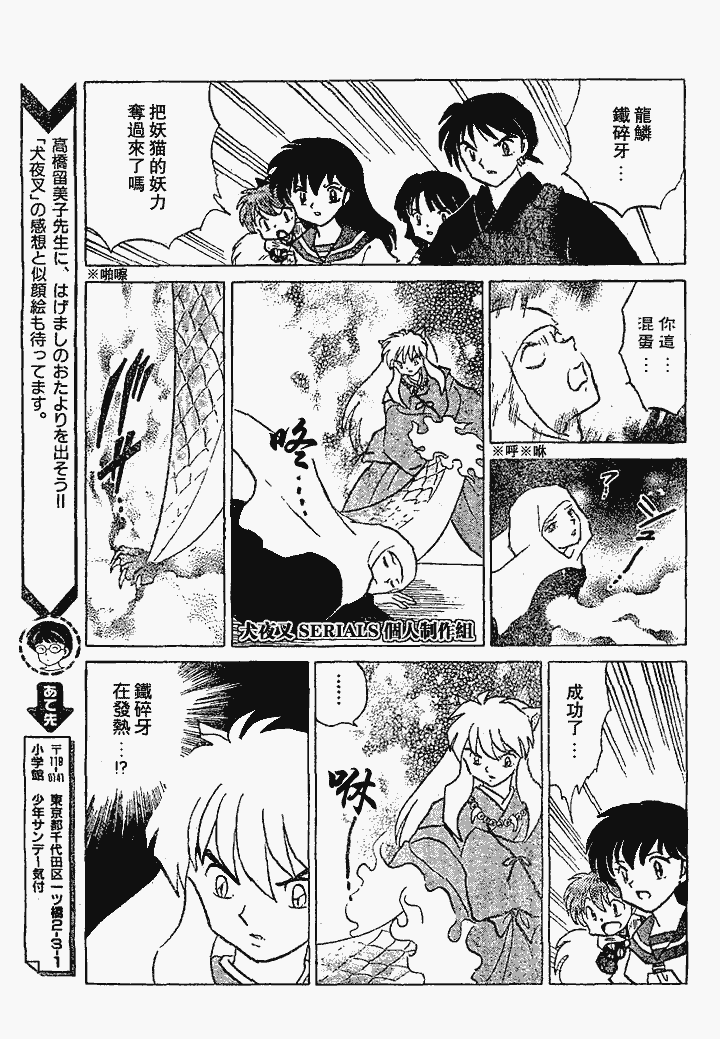 龍鱗
鐵碎牙…
把妖猫的妖力
奪過來了嗎
※啪嚓
你這…
混蛋…
咚…
※呼※咻
犬夜叉 SERIALS 個人制作組
成功了…
……
咻
鐵碎牙
在發熱
…!?
高橋留美子先生に、はげましのおたよりを出そう!!
「犬夜叉」の感想と似顔絵も待ってます。
あて先
〒118-0141 東京都千代田区一ツ橋2-3-1
小学館 少年サンデー気付